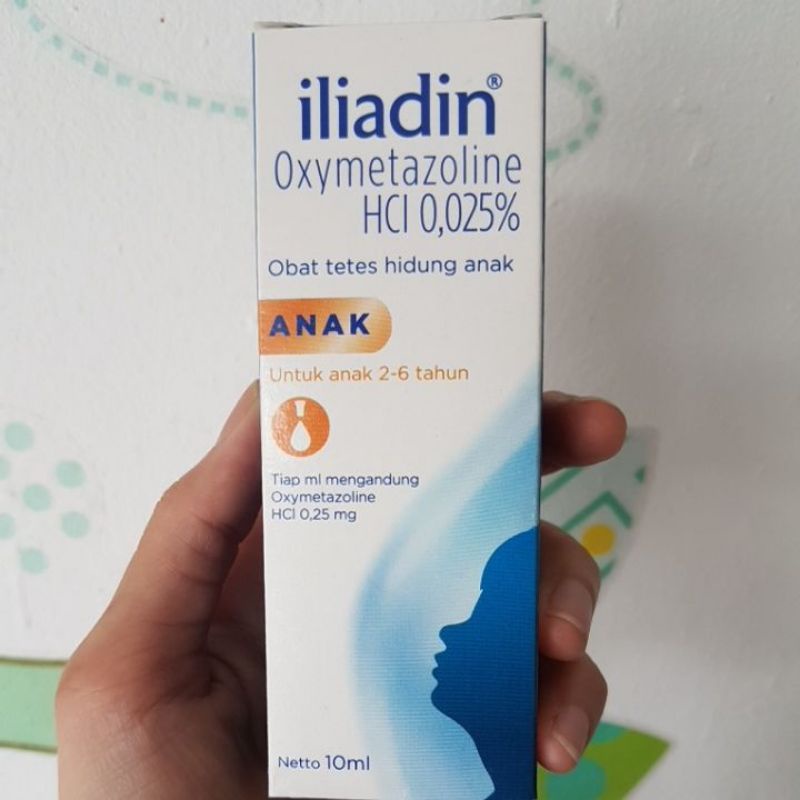 iliadin®
Oxymetazoline
HCl 0,025%
Obat tetes hidung anak
ANAK
Untuk anak 2-6 tahun
Tiap ml mengandung
Oxymetazoline
HCl 0,25 mg
Netto 10ml